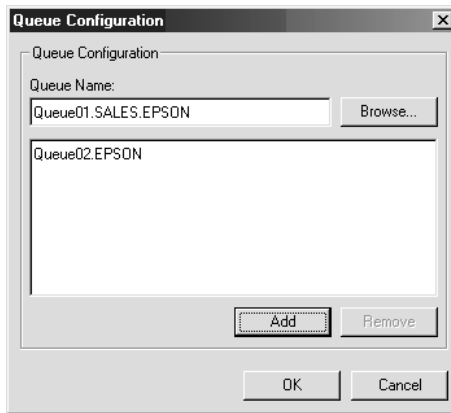 Queue Configuration
Queue Configuration
Queue Name:
Queue01.SALES.EPSON
Browse...
Queue02.EPSON
Add
Remove
OK
Cancel